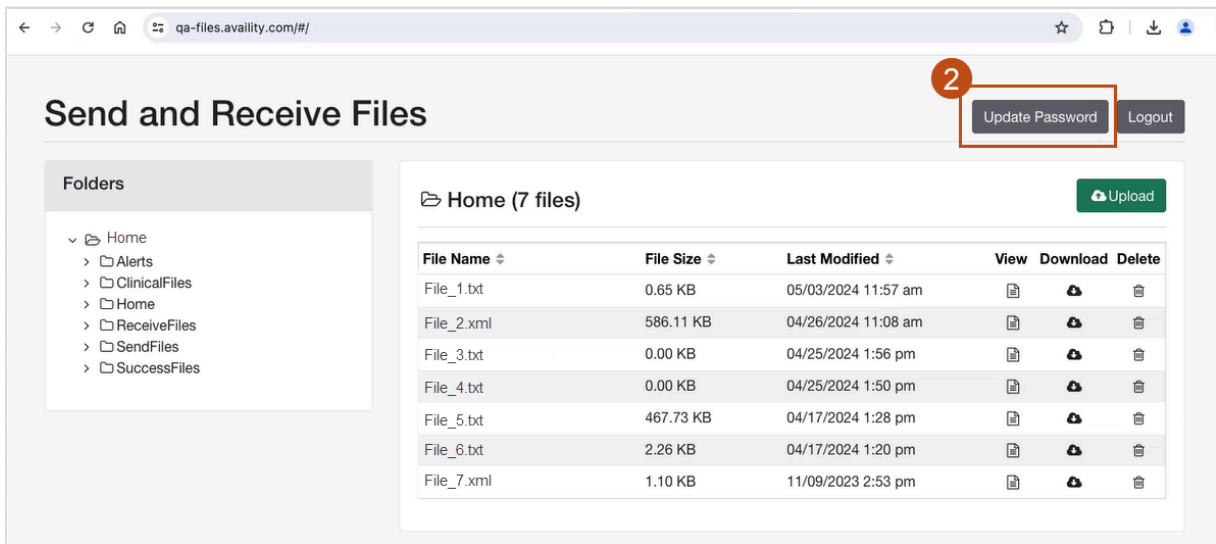 qa-files.availity.com/#/
2
Send and Receive Files
Update Password
Logout
Folders
Home
Alerts
ClinicalFiles
Home
ReceiveFiles
SendFiles
SuccessFiles
Home (7 files)
Upload
File Name File Size Last Modified View Download Delete
File_1.txt 0.65 KB 05/03/2024 11:57 am
File_2.xml 586.11 KB 04/26/2024 11:08 am
File_3.txt 0.00 KB 04/25/2024 1:56 pm
File_4.txt 0.00 KB 04/25/2024 1:50 pm
File_5.txt 467.73 KB 04/17/2024 1:28 pm
File_6.txt 2.26 KB 04/17/2024 1:20 pm
File_7.xml 1.10 KB 11/09/2023 2:53 pm